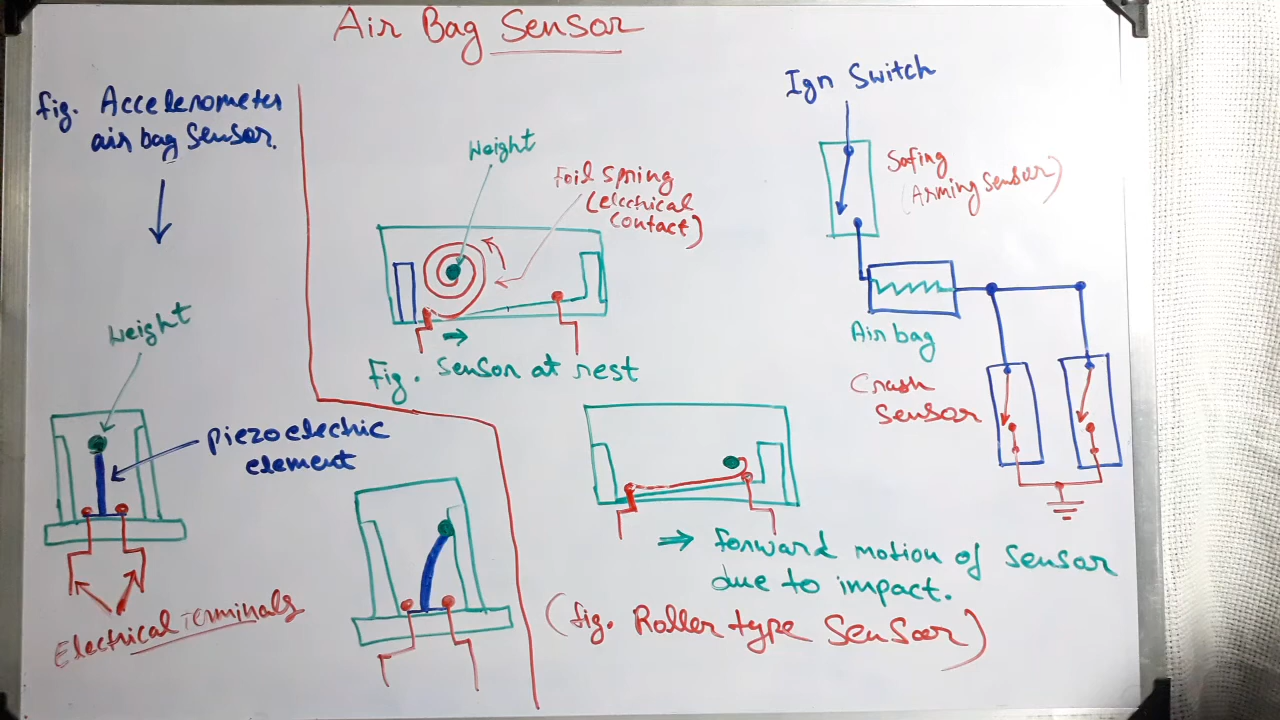 Air Bag Sensor
fig. Accelerometer
air bag Sensor.
Weight
piezoelectric
element
Electrical Terminals
Weight
Foil Spring
(electrical
Contact)
Fig. Sensor at rest
⇒ forward motion of Sensor
due to impact.
(fig. Roller type Sensor)
Ign Switch
Safing
(Arming Sensor)
Air bag
Crash
Sensor